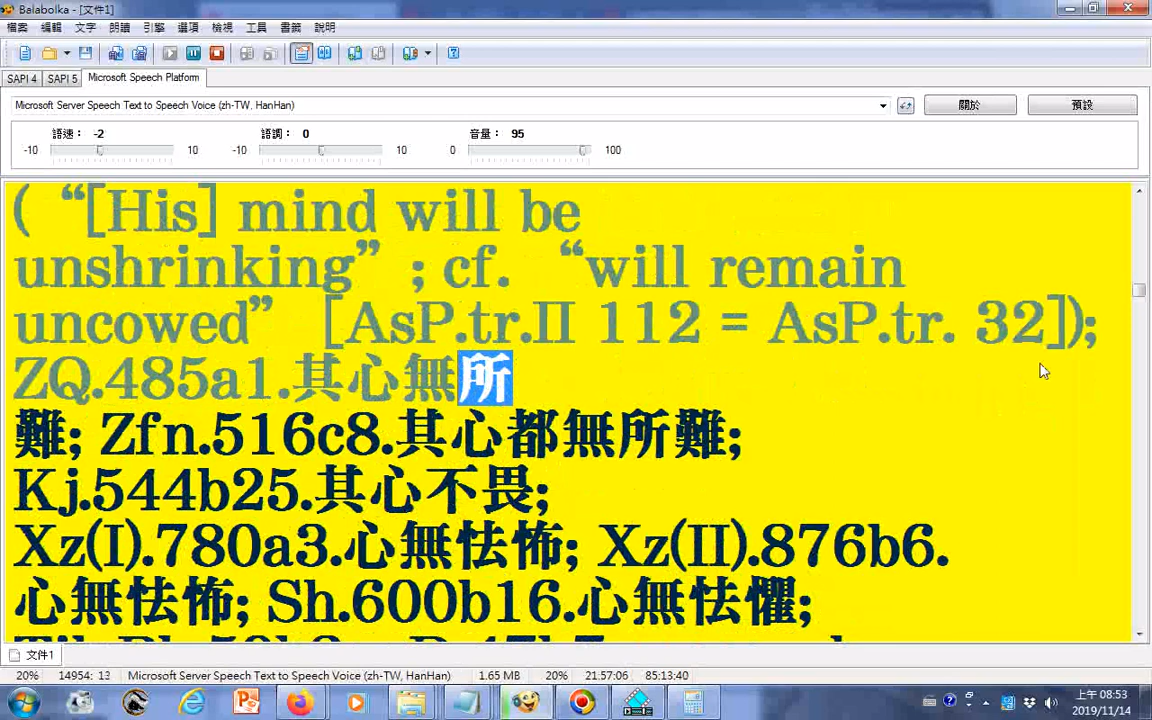 Balabolka - [文件1]
檔案 編輯 文字 朗讀 引擎 選項 檢視 工具 書籤 說明
SAPI 4 SAPI 5 Microsoft Speech Platform
Microsoft Server Speech Text to Speech Voice (zh-TW, HanHan) 關於 預設
語速： -2 語調： 0 音量： 95
-10 10 -10 10 0 100
(“[His] mind will be
unshrinking”; cf. “will remain
uncowed” [AsP.tr.II 112 = AsP.tr. 32]);
ZQ.485a1.其心無所
難; Zfn.516c8.其心都無所難;
Kj.544b25.其心不畏;
Xz(I).780a3.心無怯怖; Xz(II).876b6.
心無怯怖; Sh.600b16.心無怯懼;
文件1
20% 14954: 13 Microsoft Server Speech Text to Speech Voice (zh-TW, HanHan) 1.65 MB 20% 21:57:06 85:13:40
上午 08:53
2019/11/14